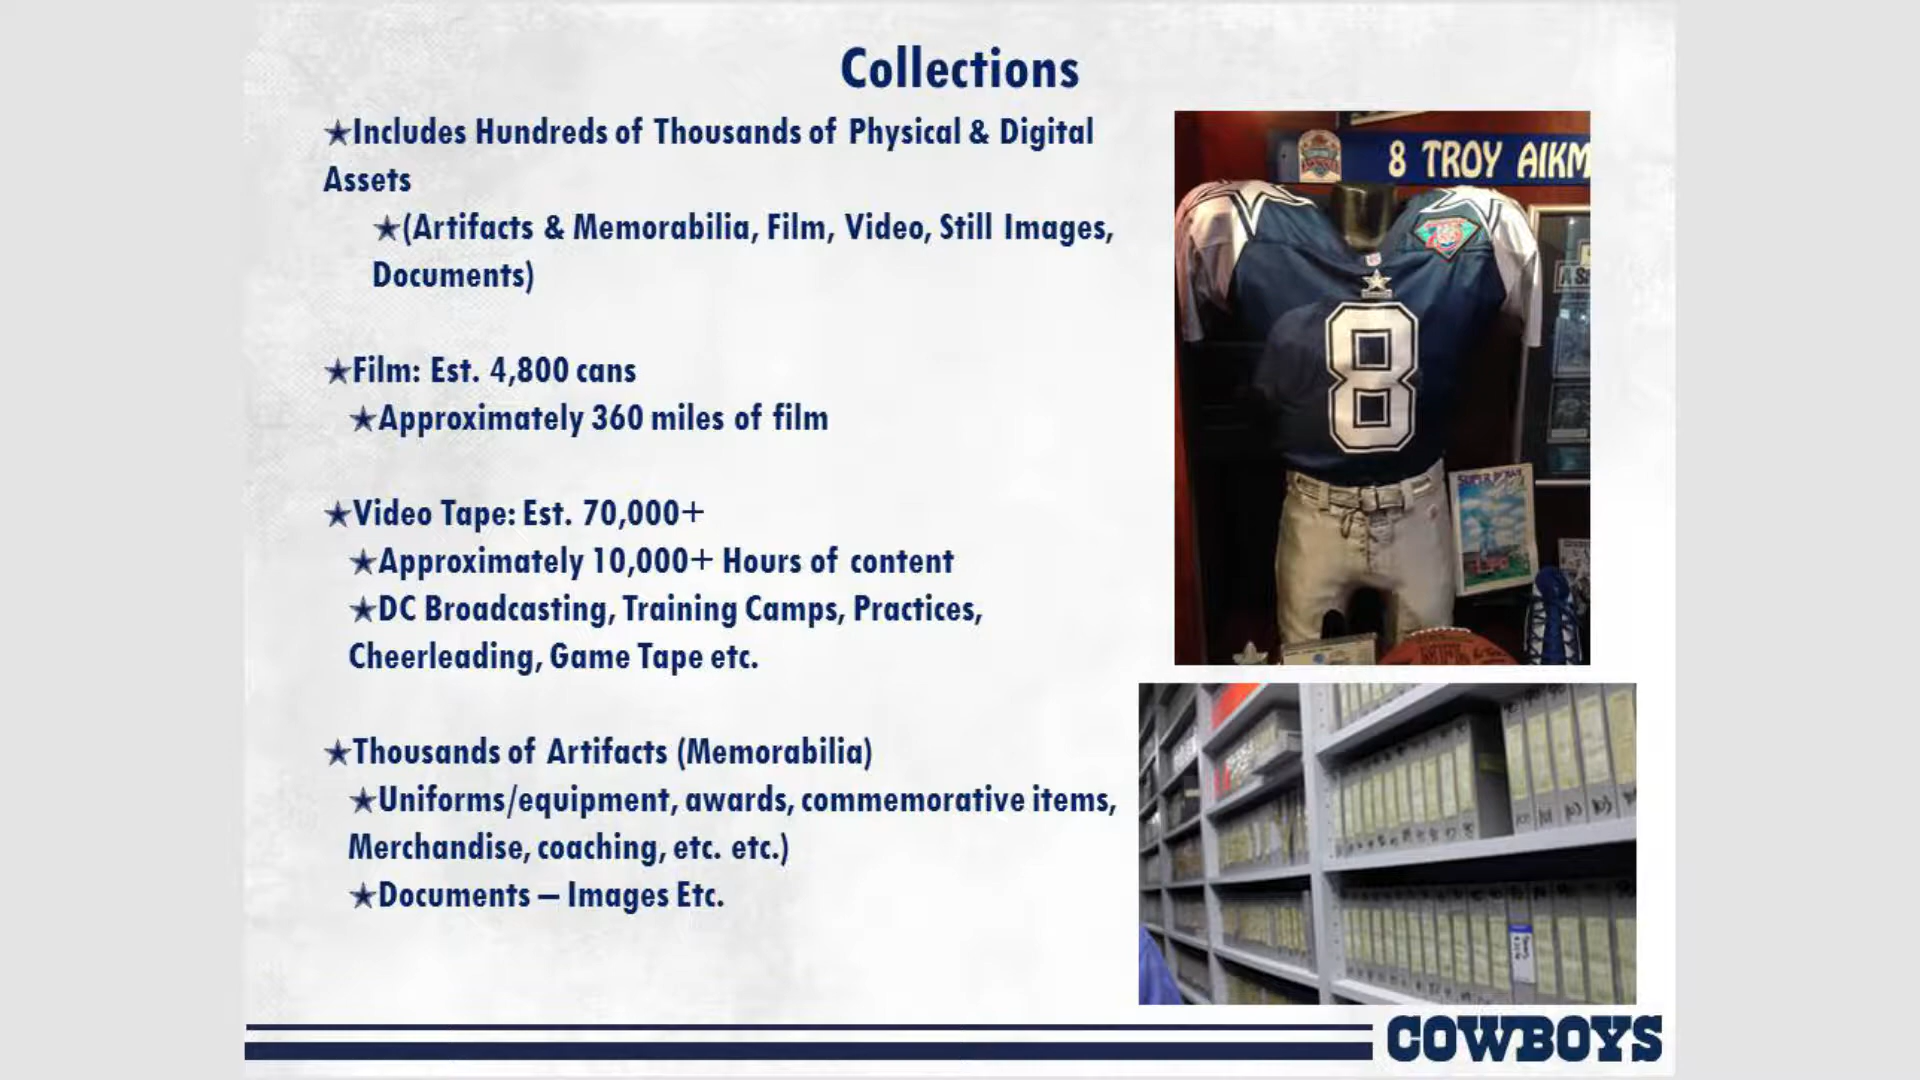 Collections
★Includes Hundreds of Thousands of Physical & Digital
Assets
★(Artifacts & Memorabilia, Film, Video, Still Images,
Documents)
★Film: Est. 4,800 cans
★Approximately 360 miles of film
★Video Tape: Est. 70,000+
★Approximately 10,000+ Hours of content
★DC Broadcasting, Training Camps, Practices,
Cheerleading, Game Tape etc.
★Thousands of Artifacts (Memorabilia)
★Uniforms/equipment, awards, commemorative items,
Merchandise, coaching, etc. etc.)
★Documents – Images Etc.
8 TROY AIKM
75
8
SUPER BOWL
COWBOYS